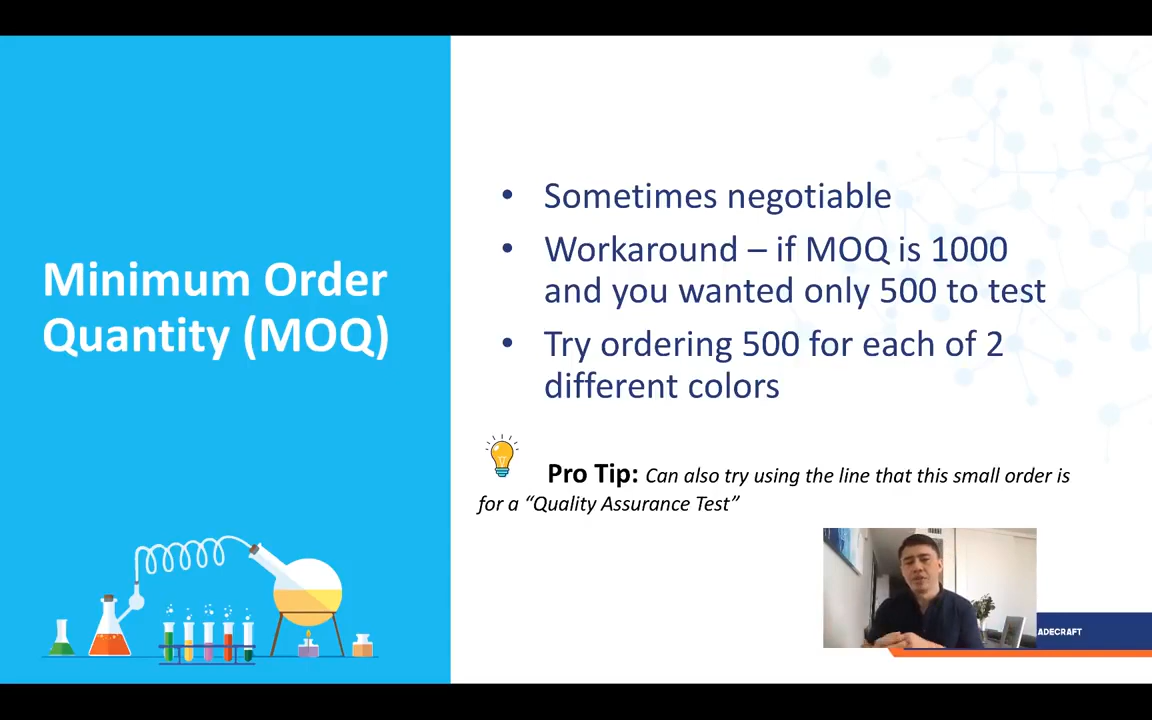 Minimum Order
Quantity (MOQ)
• Sometimes negotiable
• Workaround – if MOQ is 1000
and you wanted only 500 to test
• Try ordering 500 for each of 2
different colors
Pro Tip: Can also try using the line that this small order is
for a “Quality Assurance Test”
ADECRAFT